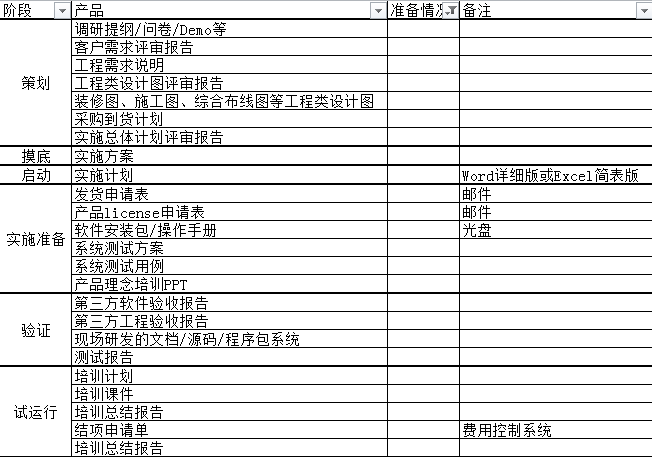 阶段 产品 准备情况 备注
调研提纲/问卷/Demo等
客户需求评审报告
工程需求说明
策划 工程类设计图评审报告
装修图、施工图、综合布线图等工程类设计图
采购到货计划
实施总体计划评审报告
摸底 实施方案
启动 实施计划 Word详细版或Excel简表版
发货申请表 邮件
产品license申请表 邮件
实施准备 软件安装包/操作手册 光盘
系统测试方案
系统测试用例
产品理念培训PPT
第三方软件验收报告
第三方工程验收报告
验证 现场研发的文档/源码/程序包系统
测试报告
培训计划
培训课件
试运行 培训总结报告
结项申请单 费用控制系统
培训总结报告